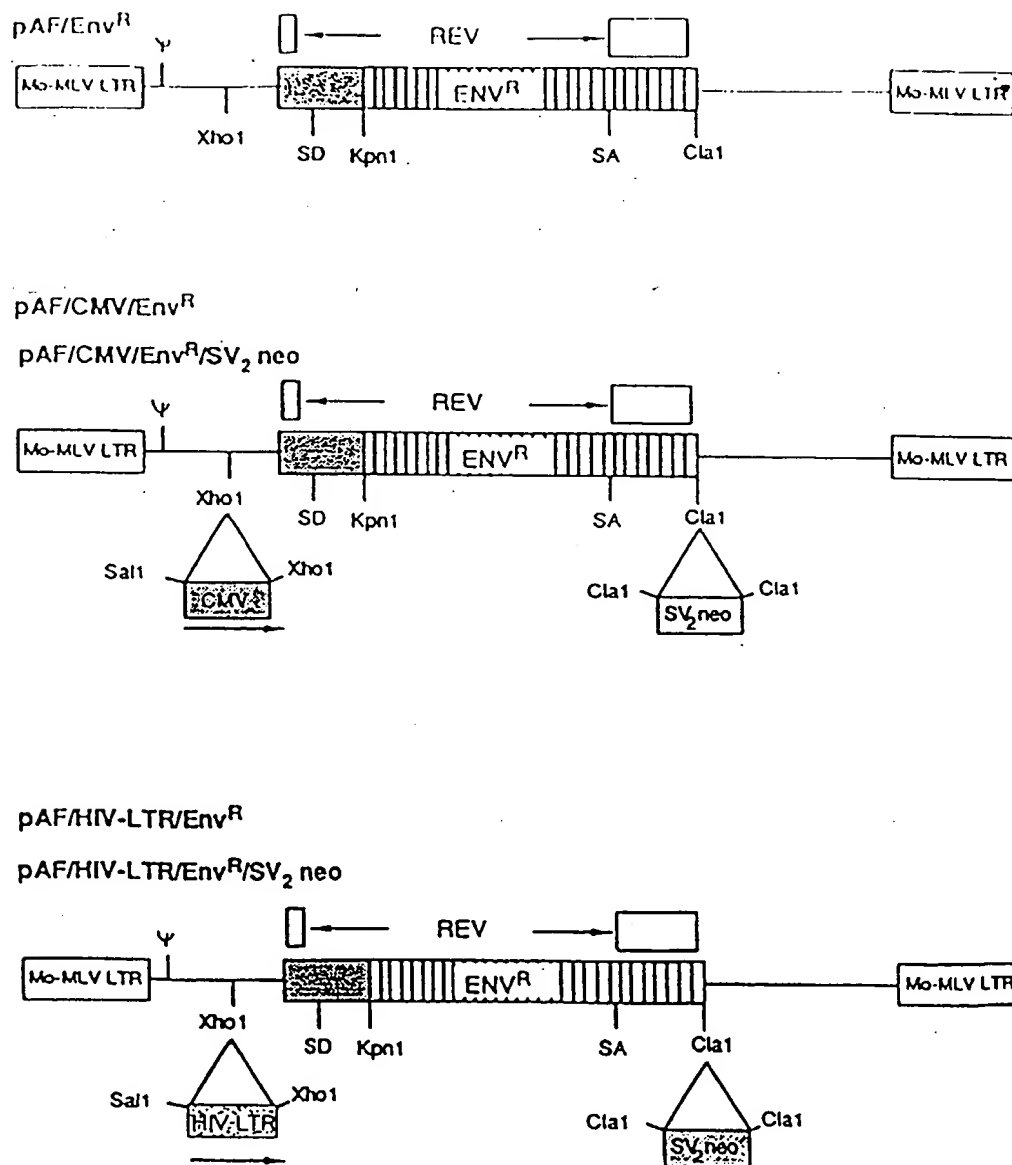 pAF/Env^R
Ψ
REV
Mo-MLV LTR
ENV^R
Mo-MLV LTR
Xho1
SD
Kpn1
SA
Cla1
pAF/CMV/Env^R
pAF/CMV/Env^R/SV₂ neo
Ψ
REV
Mo-MLV LTR
ENV^R
Mo-MLV LTR
Xho1
SD
Kpn1
SA
Cla1
Sal1
Xho1
CMV
Cla1
Cla1
SV₂neo
pAF/HIV-LTR/Env^R
pAF/HIV-LTR/Env^R/SV₂ neo
Ψ
REV
Mo-MLV LTR
ENV^R
Mo-MLV LTR
Xho1
SD
Kpn1
SA
Cla1
Sal1
Xho1
HIV-LTR
Cla1
Cla1
SV₂neo